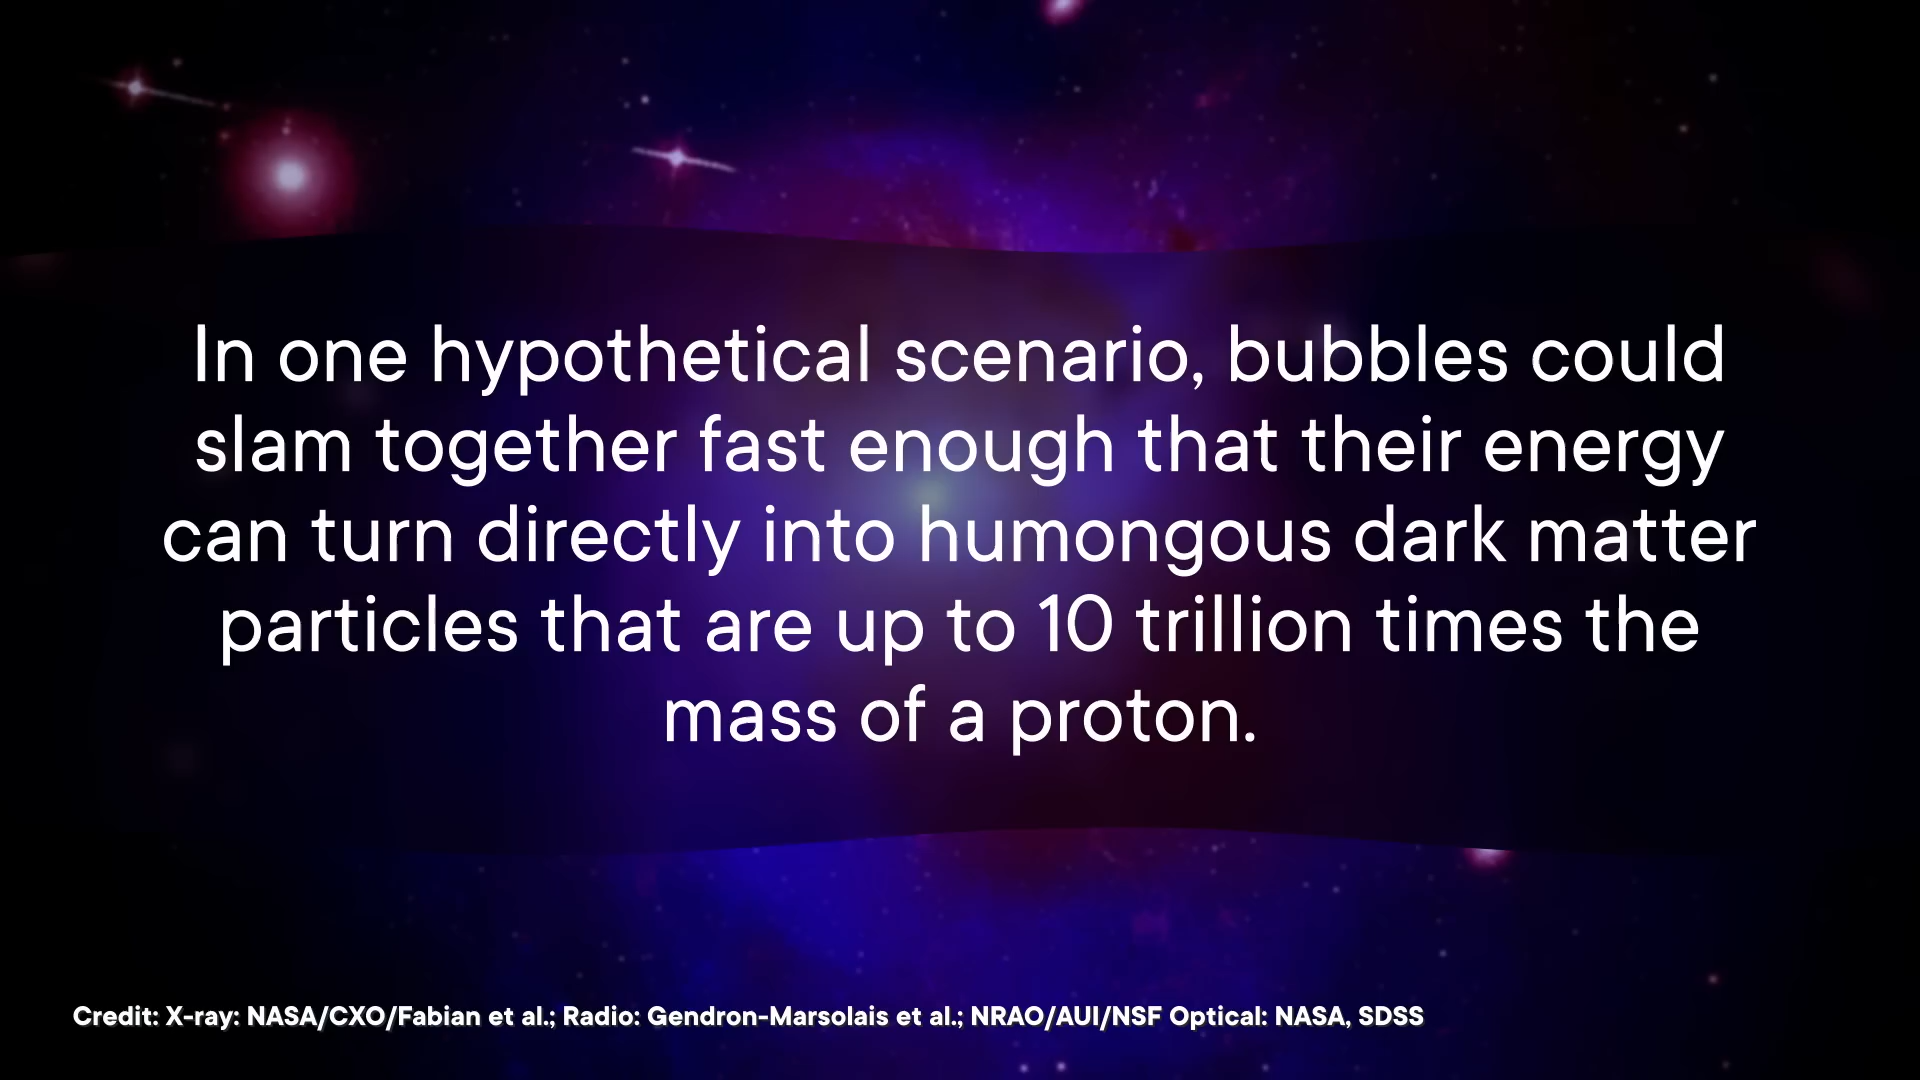 In one hypothetical scenario, bubbles could
slam together fast enough that their energy
can turn directly into humongous dark matter
particles that are up to 10 trillion times the
mass of a proton.
Credit: X-ray: NASA/CXO/Fabian et al.; Radio: Gendron-Marsolais et al.; NRAO/AUI/NSF Optical: NASA, SDSS